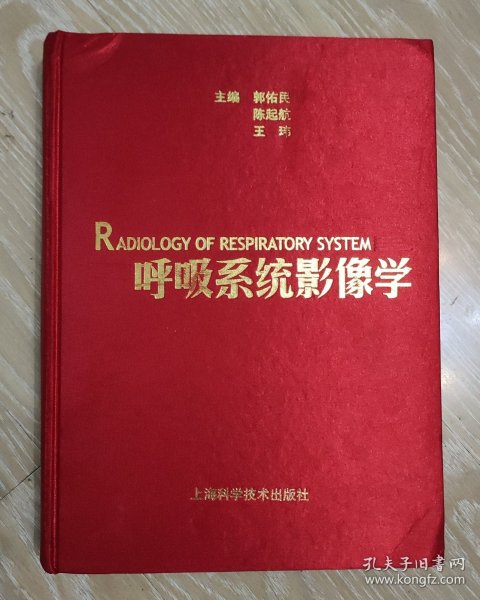 主编 郭佑民
陈起航
王玮
RADIOLOGY OF RESPIRATORY SYSTEM
呼吸系统影像学
上海科学技术出版社
孔夫子旧书网
www.kongfz.com